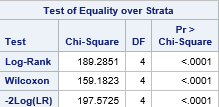 Test of Equality over Strata
Test Chi-Square DF Pr > Chi-Square
Log-Rank 189.2851 4 <.0001
Wilcoxon 159.1823 4 <.0001
-2Log(LR) 197.5725 4 <.0001